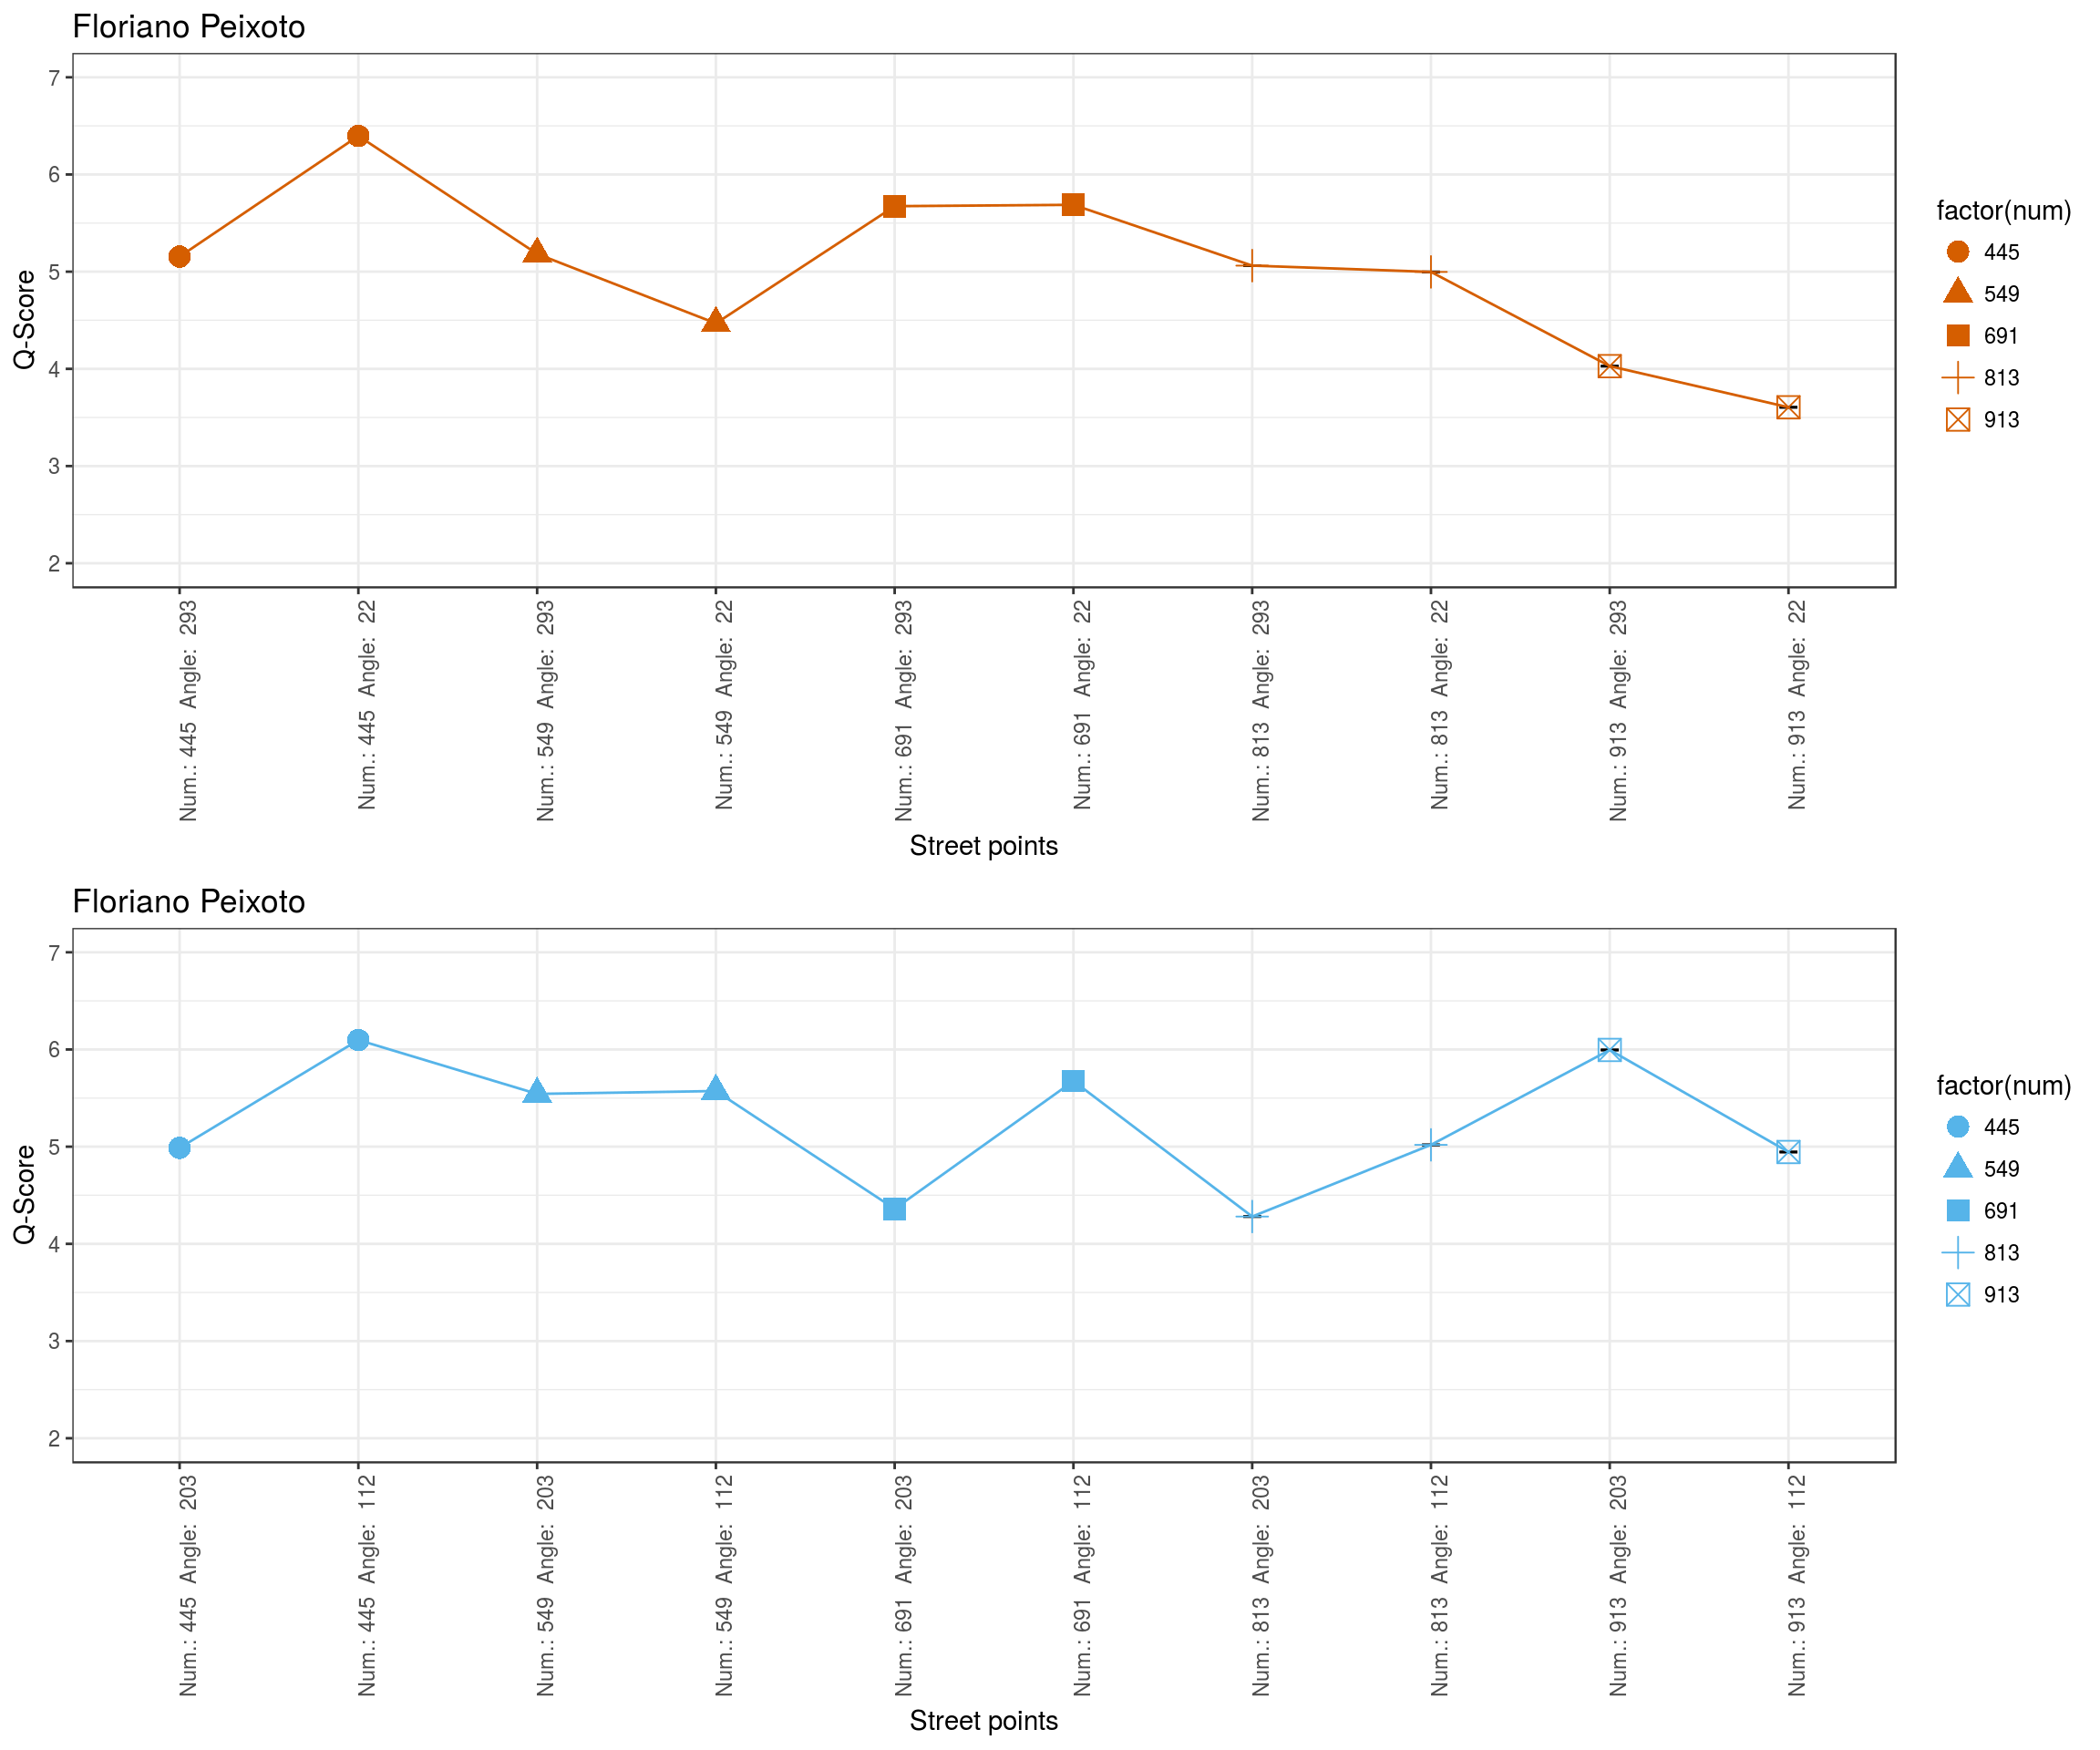 Floriano Peixoto
7
6
5
4
3
2
Q-Score
Num.: 445 Angle: 293
Num.: 445 Angle: 22
Num.: 549 Angle: 293
Num.: 549 Angle: 22
Num.: 691 Angle: 293
Num.: 691 Angle: 22
Num.: 813 Angle: 293
Num.: 813 Angle: 22
Num.: 913 Angle: 293
Num.: 913 Angle: 22
Street points
factor(num)
445
549
691
813
913
Floriano Peixoto
7
6
5
4
3
2
Q-Score
Num.: 445 Angle: 203
Num.: 445 Angle: 112
Num.: 549 Angle: 203
Num.: 549 Angle: 112
Num.: 691 Angle: 203
Num.: 691 Angle: 112
Num.: 813 Angle: 203
Num.: 813 Angle: 112
Num.: 913 Angle: 203
Num.: 913 Angle: 112
Street points
factor(num)
445
549
691
813
913